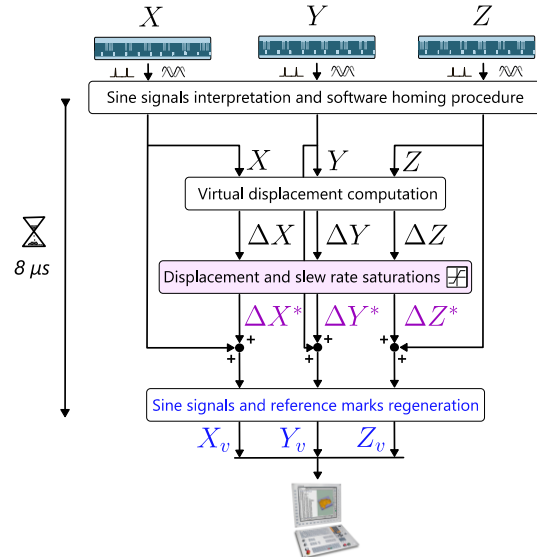 X Y Z
Sine signals interpretation and software homing procedure
X Y Z
Virtual displacement computation
ΔX ΔY ΔZ
8 µs
Displacement and slew rate saturations
ΔX* ΔY* ΔZ*
+ + +
+ + +
Sine signals and reference marks regeneration
Xᵥ Yᵥ Zᵥ